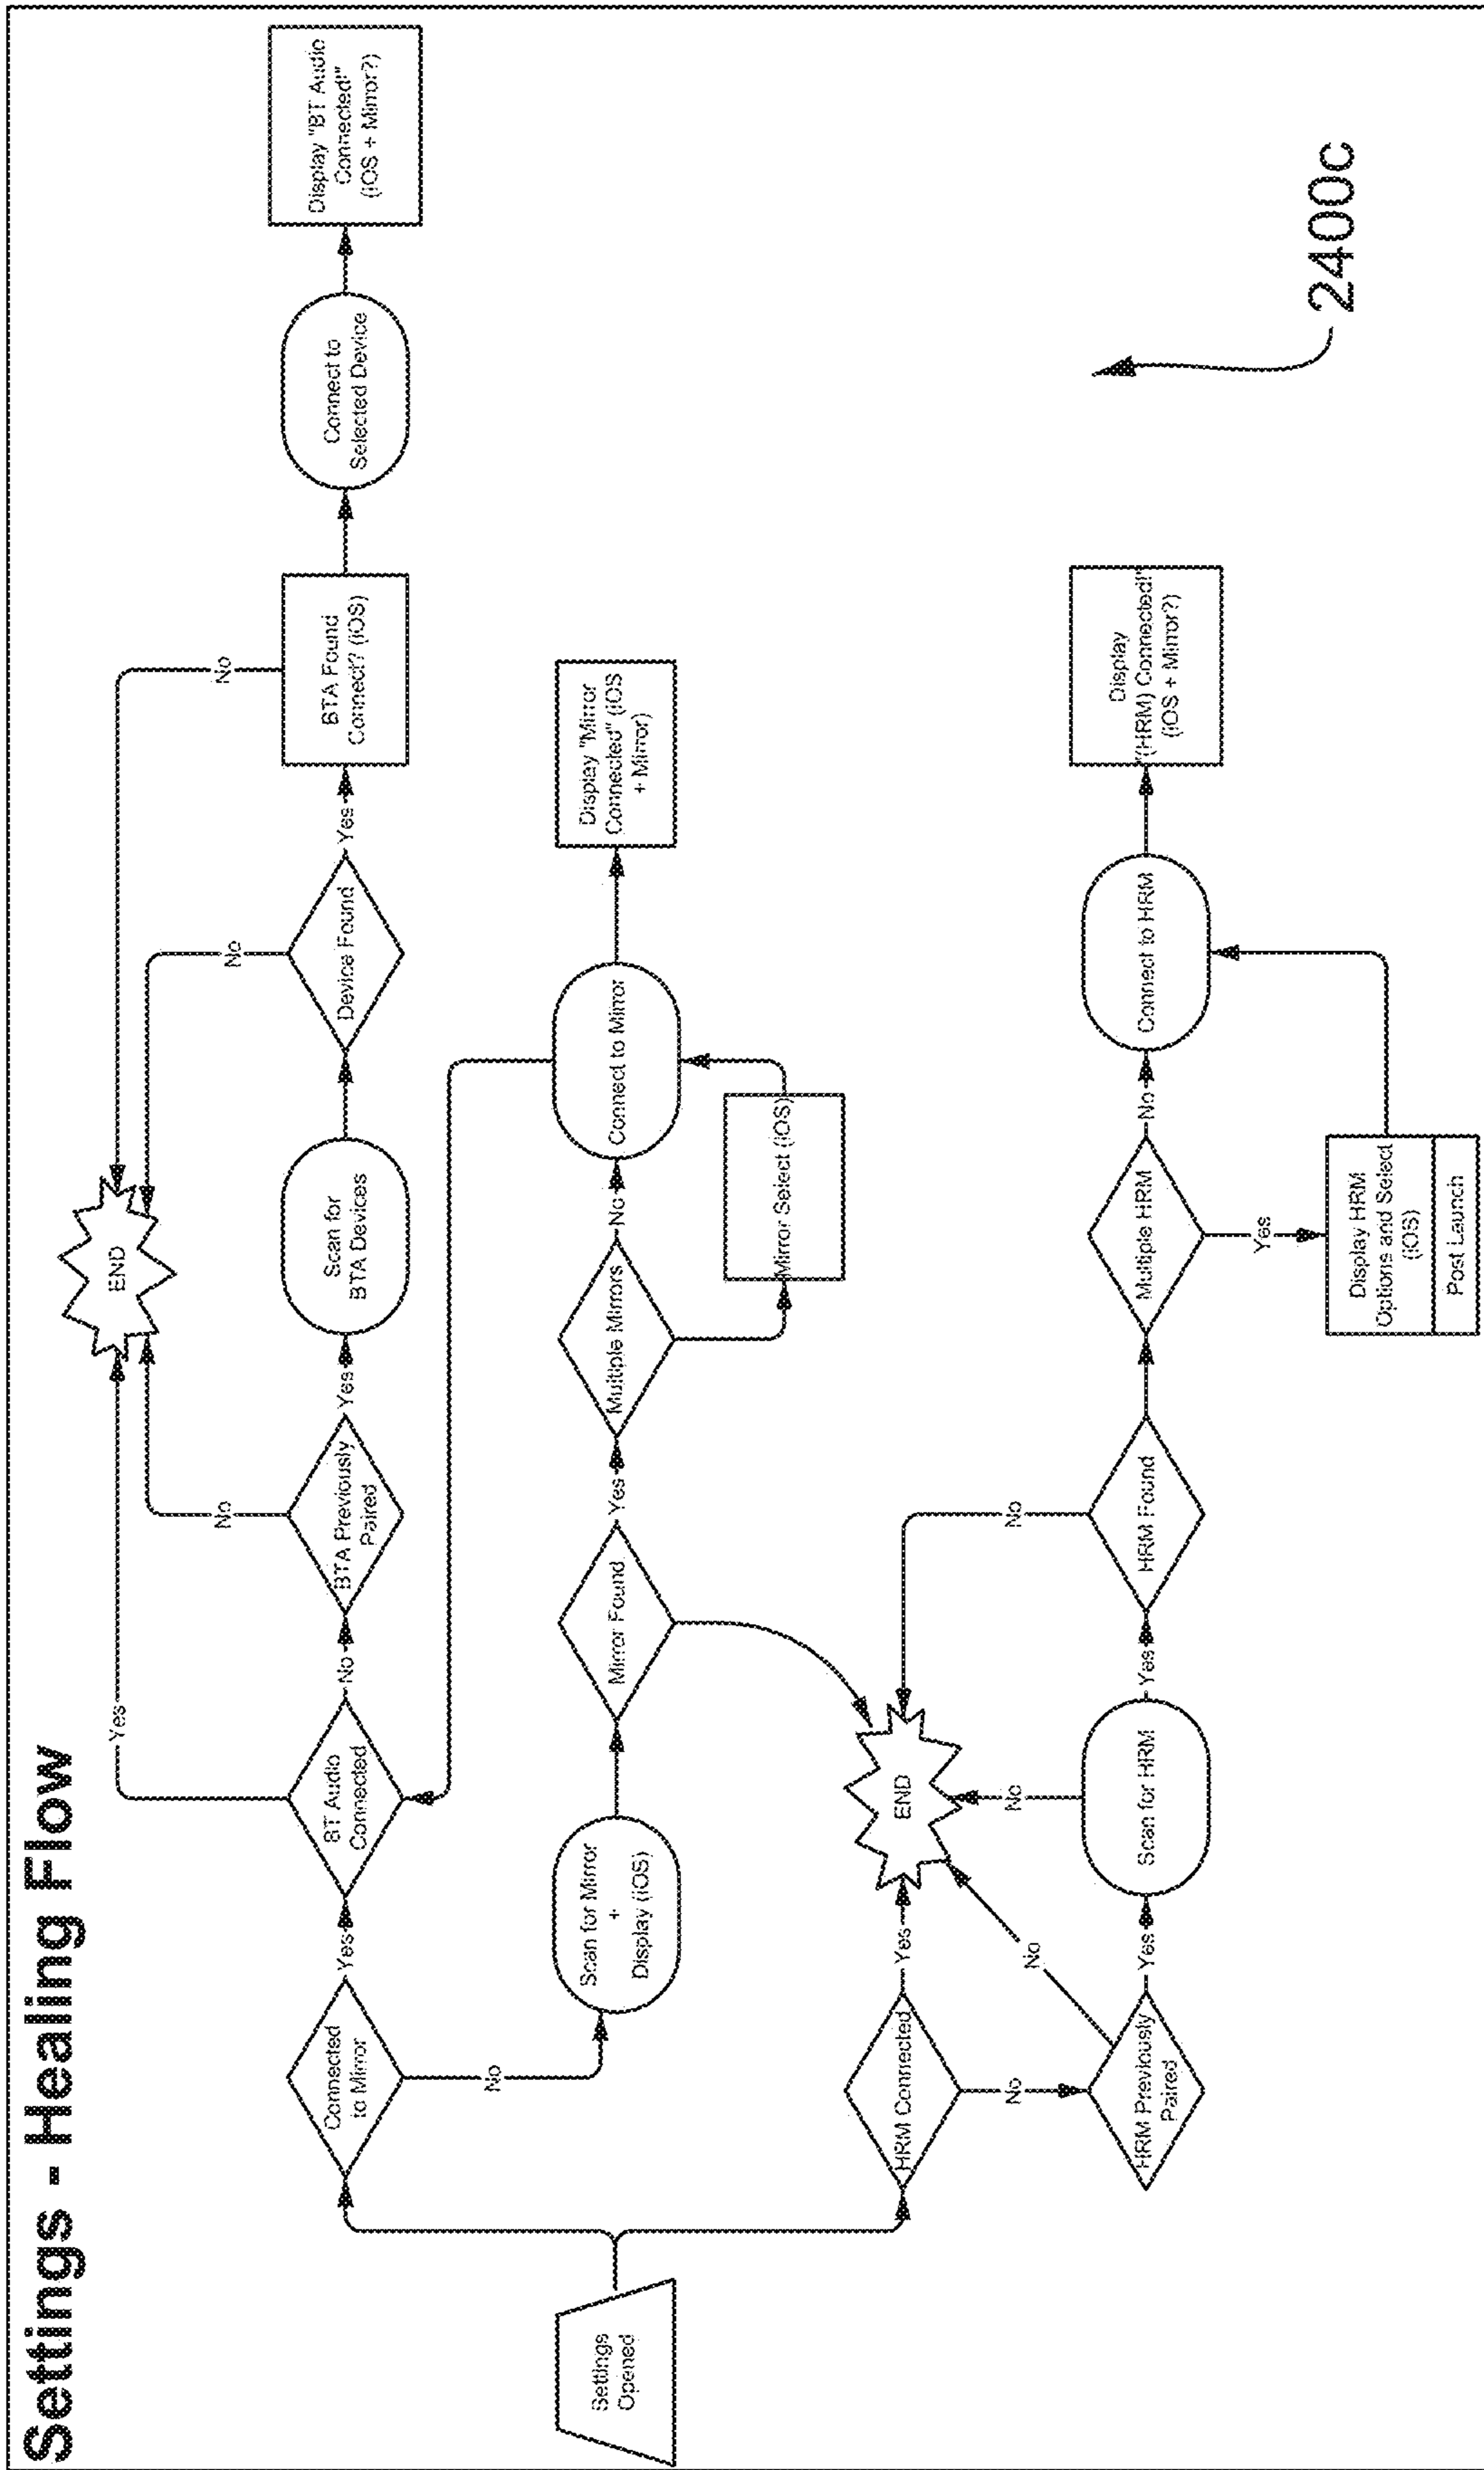 Settings - Healing Flow
Settings
Opened
Connected
to Mirror
Yes
No
BT Audio
Connected
Yes
No
BTA Previously
Paired
No
Yes
END
Scan for
BTA Devices
Device Found
No
Yes
BTA Found
Connect? (iOS)
No
Connect to
Selected Device
Display "BT Audio
Connected!"
(iOS + Mirror?)
Scan for Mirror
+
Display (iOS)
Mirror Found
Yes
Multiple Mirrors
No
Mirror Select (iOS)
Connect to Mirror
Display "Mirror
Connected" (iOS
+ Mirror)
HRM Connected
Yes
No
END
HRM Previously
Paired
No
Yes
Scan for HRM
No
Yes
HRM Found
No
Multiple HRM
No
Yes
Display HRM
Options and Select
(iOS)
Post Launch
Connect to HRM
Display
"(HRM) Connected!"
(iOS + Mirror?)
2400c